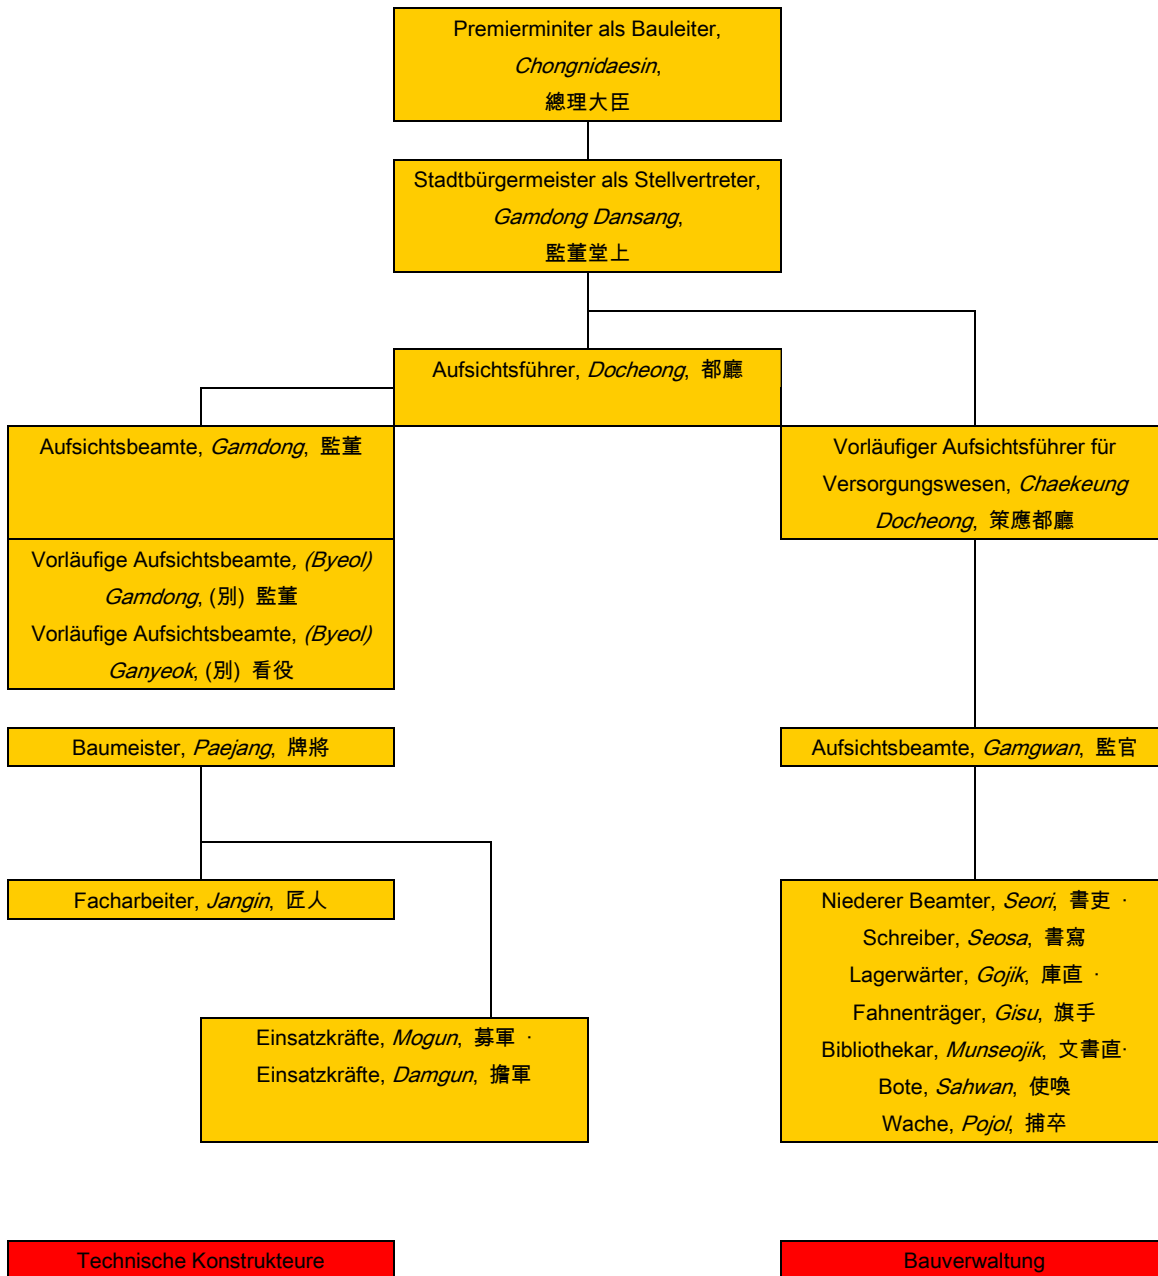 Premierminiter als Bauleiter,
Chongnidaesin,
總理大臣
Stadtbürgermeister als Stellvertreter,
Gamdong Dansang,
監董堂上
Aufsichtsführer, Docheong, 都廳
Aufsichtsbeamte, Gamdong, 監董
Vorläufiger Aufsichtsführer für
Versorgungswesen, Chaekeung
Docheong, 策應都廳
Vorläufige Aufsichtsbeamte, (Byeol)
Gamdong, (別) 監董
Vorläufige Aufsichtsbeamte, (Byeol)
Ganyeok, (別) 看役
Baumeister, Paejang, 牌將
Aufsichtsbeamte, Gamgwan, 監官
Facharbeiter, Jangin, 匠人
Niederer Beamter, Seori, 書吏 ·
Schreiber, Seosa, 書寫
Lagerwärter, Gojik, 庫直 ·
Fahnenträger, Gisu, 旗手
Bibliothekar, Munseojik, 文書直·
Bote, Sahwan, 使喚
Wache, Pojol, 捕卒
Einsatzkräfte, Mogun, 募軍 ·
Einsatzkräfte, Damgun, 擔軍
Technische Konstrukteure
Bauverwaltung